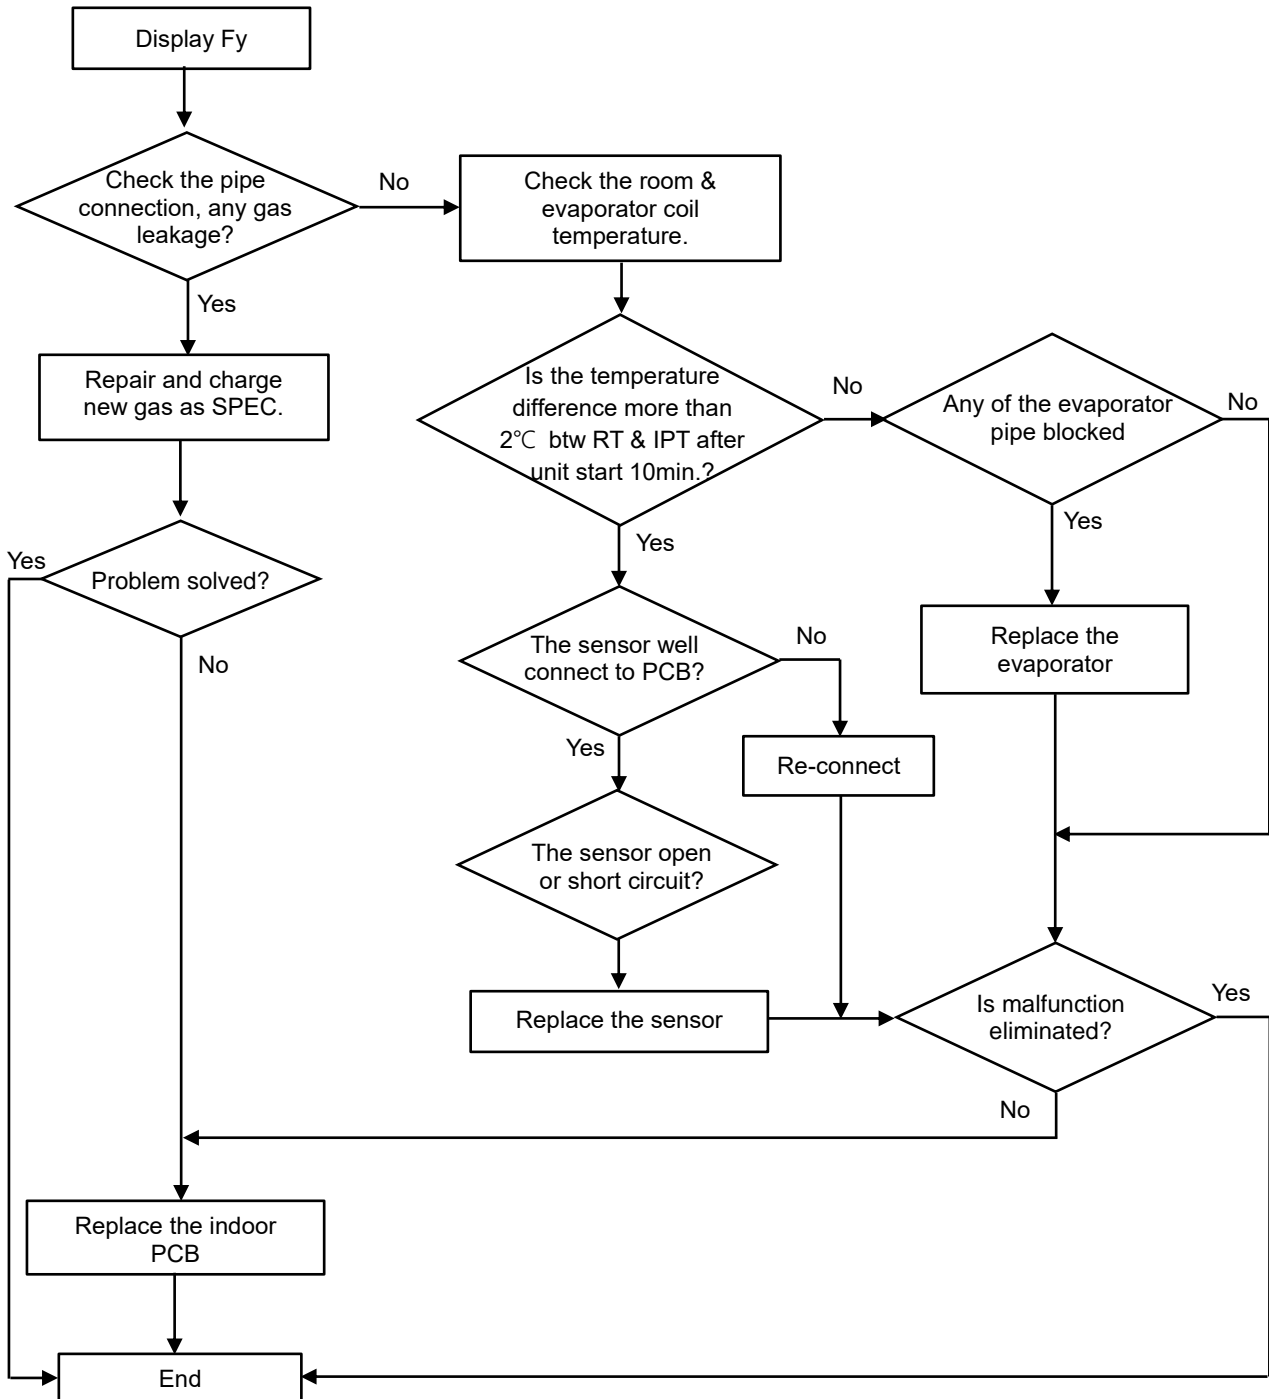 Display Fy
Check the pipe
connection, any gas
leakage?
No
Check the room &
evaporator coil
temperature.
Yes
Repair and charge
new gas as SPEC.
Is the temperature
difference more than
2℃ btw RT & IPT after
unit start 10min.?
No
Any of the evaporator
pipe blocked
No
Yes
Yes
Yes
Problem solved?
No
The sensor well
connect to PCB?
No
Replace the
evaporator
Yes
Re-connect
The sensor open
or short circuit?
Replace the sensor
Is malfunction
eliminated?
Yes
No
Replace the indoor
PCB
End